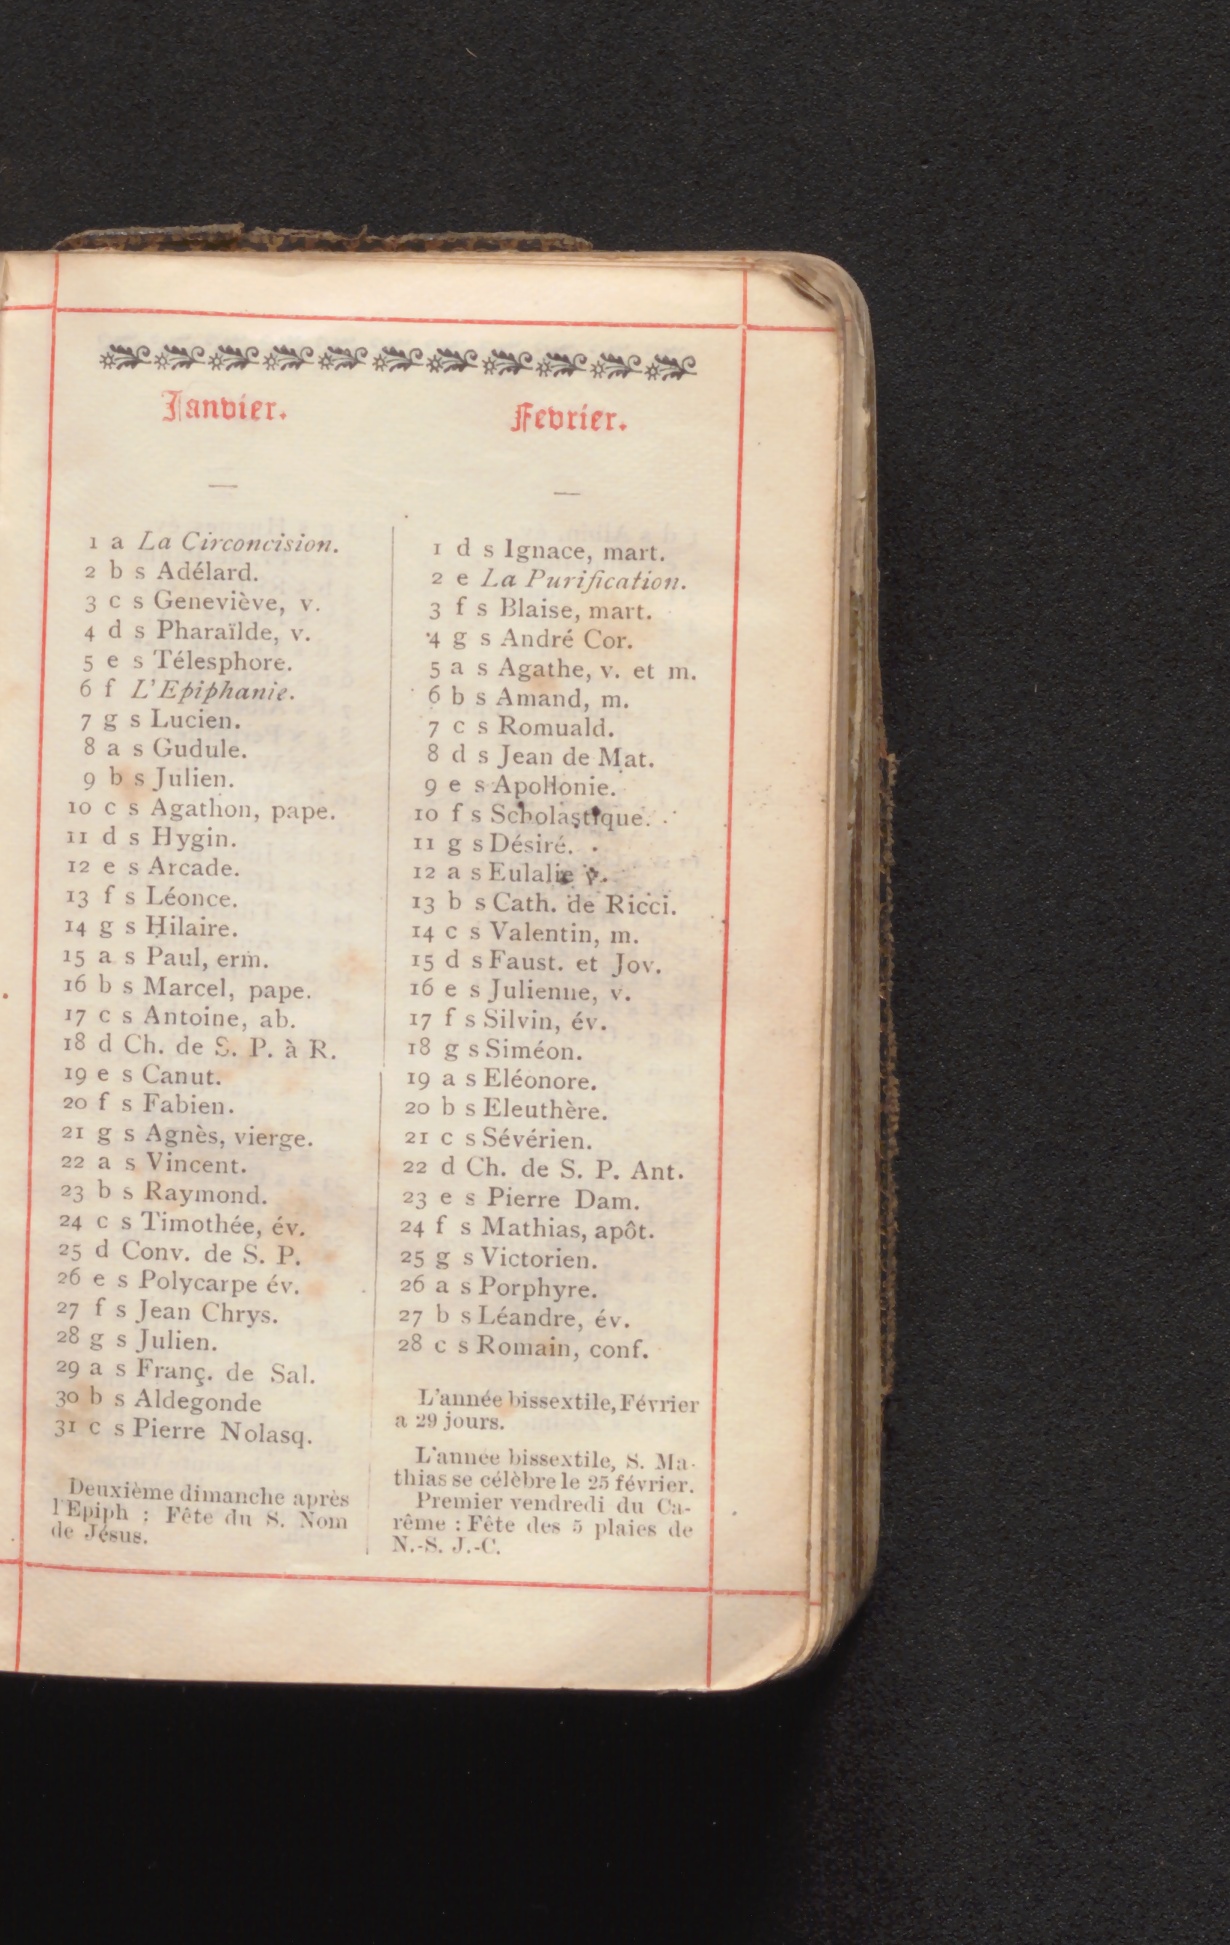 Janvier.
1 a La Circoncision.
2 b s Adélard.
3 c s Geneviève, v.
4 d s Pharaïlde, v.
5 e s Télesphore.
6 f L'Epiphanie.
7 g s Lucien.
8 a s Gudule.
9 b s Julien.
10 c s Agathon, pape.
11 d s Hygin.
12 e s Arcade.
13 f s Léonce.
14 g s Hilaire.
15 a s Paul, erm.
16 b s Marcel, pape.
17 c s Antoine, ab.
18 d Ch. de S. P. à R.
19 e s Canut.
20 f s Fabien.
21 g s Agnès, vierge.
22 a s Vincent.
23 b s Raymond.
24 c s Timothée, év.
25 d Conv. de S. P.
26 e s Polycarpe év.
27 f s Jean Chrys.
28 g s Julien.
29 a s Franç. de Sal.
30 b s Aldegonde
31 c s Pierre Nolasq.
Deuxième dimanche après
l'Epiph : Fête du S. Nom
de Jésus.
Fevrier.
1 d s Ignace, mart.
2 e La Purification.
3 f s Blaise, mart.
4 g s André Cor.
5 a s Agathe, v. et m.
6 b s Amand, m.
7 c s Romuald.
8 d s Jean de Mat.
9 e s Apollonie.
10 f s Scholastique.
11 g s Désiré.
12 a s Eulalie v.
13 b s Cath. de Ricci.
14 c s Valentin, m.
15 d s Faust. et Jov.
16 e s Julienne, v.
17 f s Silvin, év.
18 g s Siméon.
19 a s Eléonore.
20 b s Eleuthère.
21 c s Sévérien.
22 d Ch. de S. P. Ant.
23 e s Pierre Dam.
24 f s Mathias, apôt.
25 g s Victorien.
26 a s Porphyre.
27 b s Léandre, év.
28 c s Romain, conf.
L'année bissextile, Février
a 29 jours.
L'annee bissextile, S. Ma-
thias se célèbre le 25 février.
Premier vendredi du Ca-
rême : Fête des 5 plaies de
N.-S. J.-C.